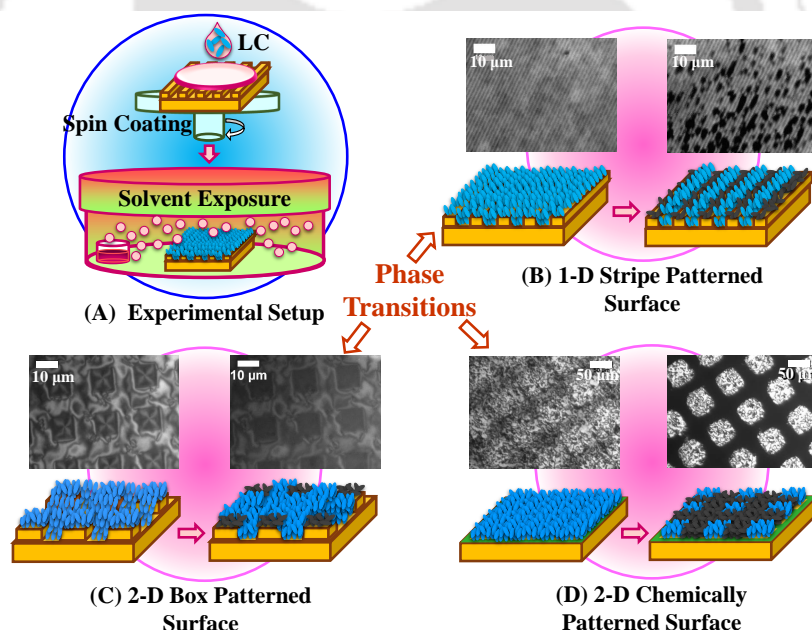 LC
Spin Coating
Solvent Exposure
(A) Experimental Setup
10 μm
10 μm
(B) 1-D Stripe Patterned
Surface
Phase
Transitions
10 μm
10 μm
(C) 2-D Box Patterned
Surface
50 μm
50 μm
(D) 2-D Chemically
Patterned Surface